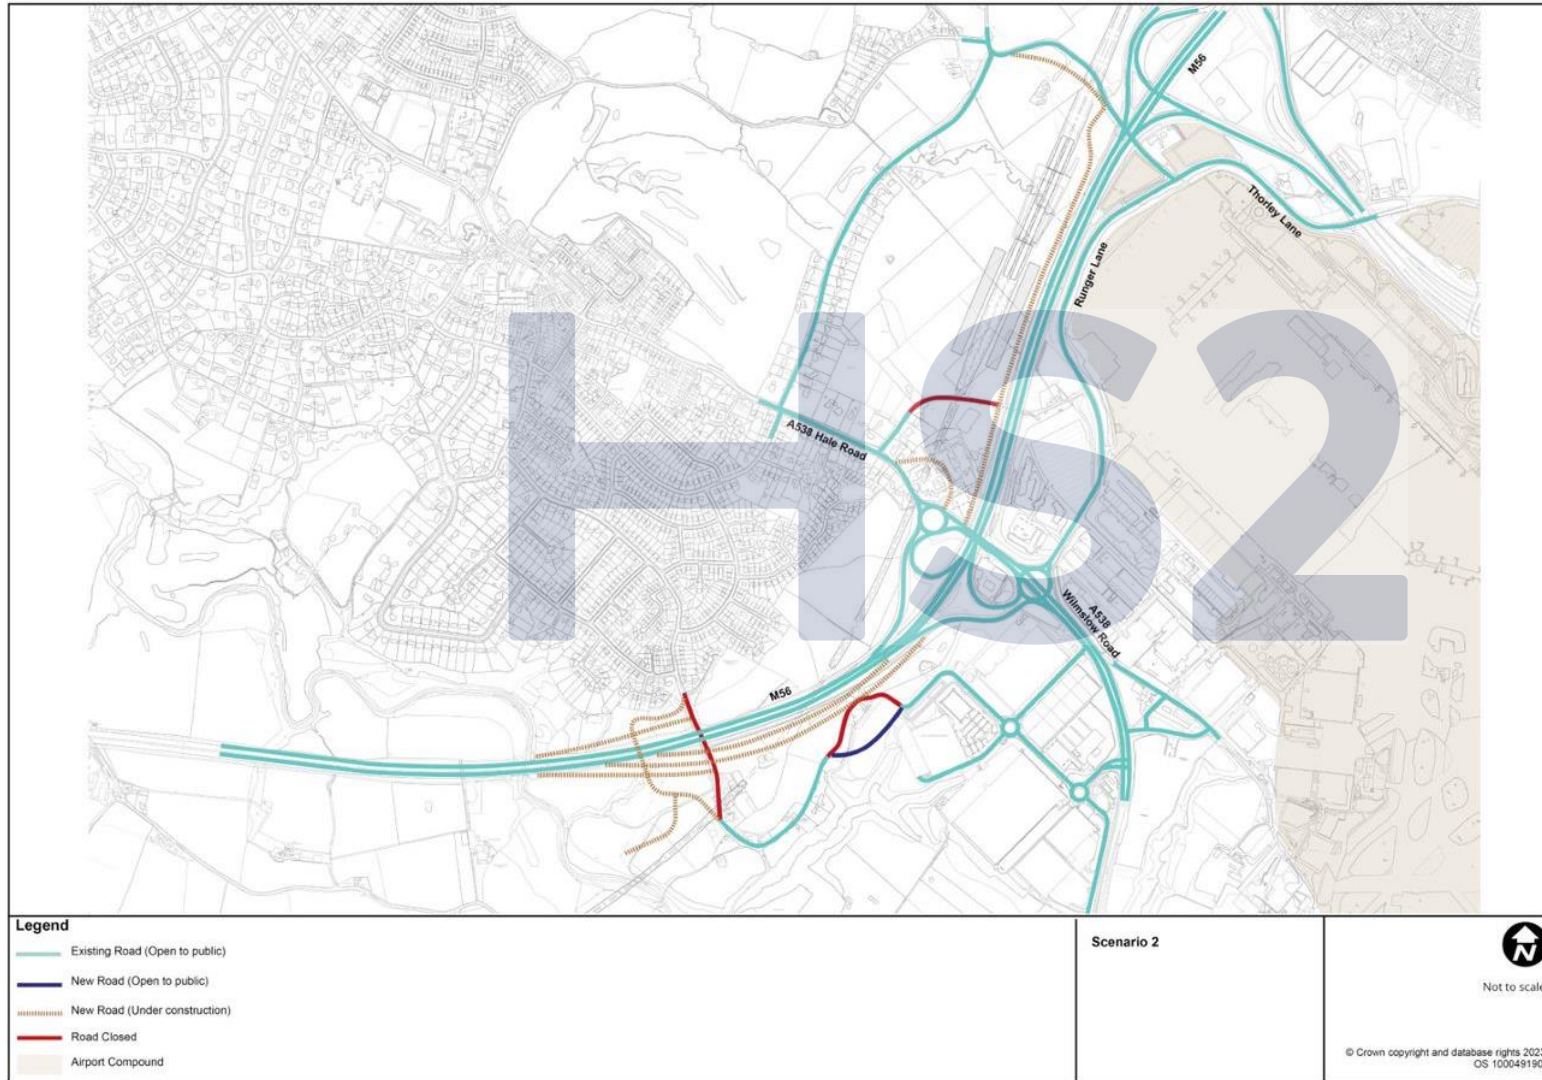 M56
Thorley Lane
Runger Lane
A538 Hale Road
A538
Wilmslow Road
M56
HS2
Legend
Existing Road (Open to public)
New Road (Open to public)
New Road (Under construction)
Road Closed
Airport Compound
Scenario 2
N
Not to scale
© Crown copyright and database rights 2023
OS 100049190